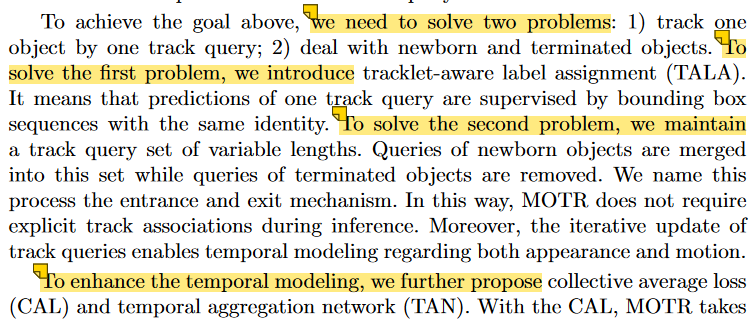 To achieve the goal above, we need to solve two problems: 1) track one
object by one track query; 2) deal with newborn and terminated objects. To
solve the first problem, we introduce tracklet-aware label assignment (TALA).
It means that predictions of one track query are supervised by bounding box
sequences with the same identity. To solve the second problem, we maintain
a track query set of variable lengths. Queries of newborn objects are merged
into this set while queries of terminated objects are removed. We name this
process the entrance and exit mechanism. In this way, MOTR does not require
explicit track associations during inference. Moreover, the iterative update of
track queries enables temporal modeling regarding both appearance and motion.
To enhance the temporal modeling, we further propose collective average loss
(CAL) and temporal aggregation network (TAN). With the CAL, MOTR takes